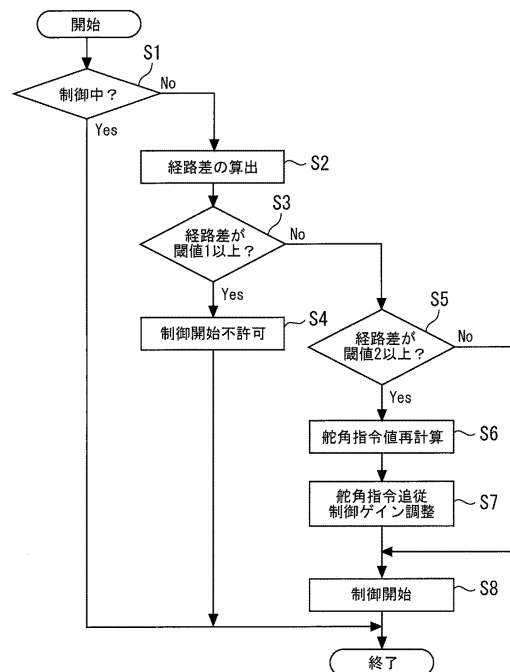 開始
S1
制御中？
No
Yes
経路差の算出
S2
S3
経路差が
閾値1以上？
No
Yes
S4
制御開始不許可
S5
経路差が
閾値2以上？
No
Yes
舵角指令値再計算
S6
舵角指令追従
制御ゲイン調整
S7
制御開始
S8
終了